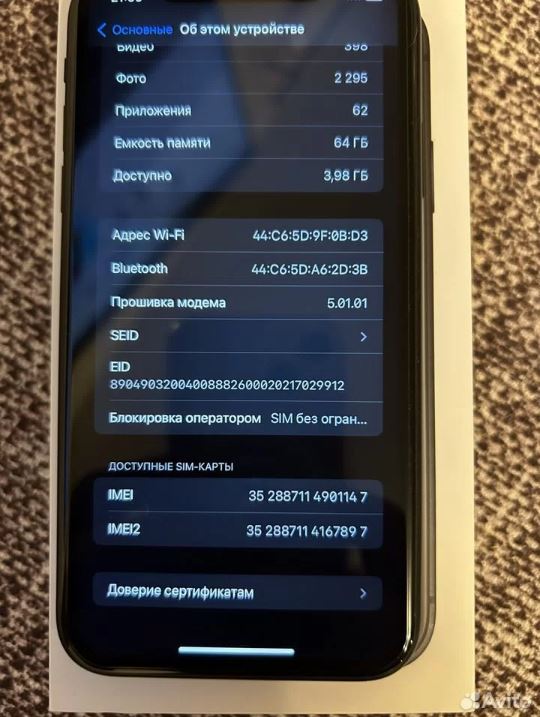 Основные Об этом устройстве
Видео 398
Фото 2 295
Приложения 62
Емкость памяти 64 ГБ
Доступно 3,98 ГБ
Адрес Wi-Fi 44:C6:5D:9F:0B:D3
Bluetooth 44:C6:5D:A6:2D:3B
Прошивка модема 5.01.01
SEID
EID
89049032004008882600020217029912
Блокировка оператором SIM без огран...
ДОСТУПНЫЕ SIM-КАРТЫ
IMEI 35 288711 490114 7
IMEI2 35 288711 416789 7
Доверие сертификатам
Avito